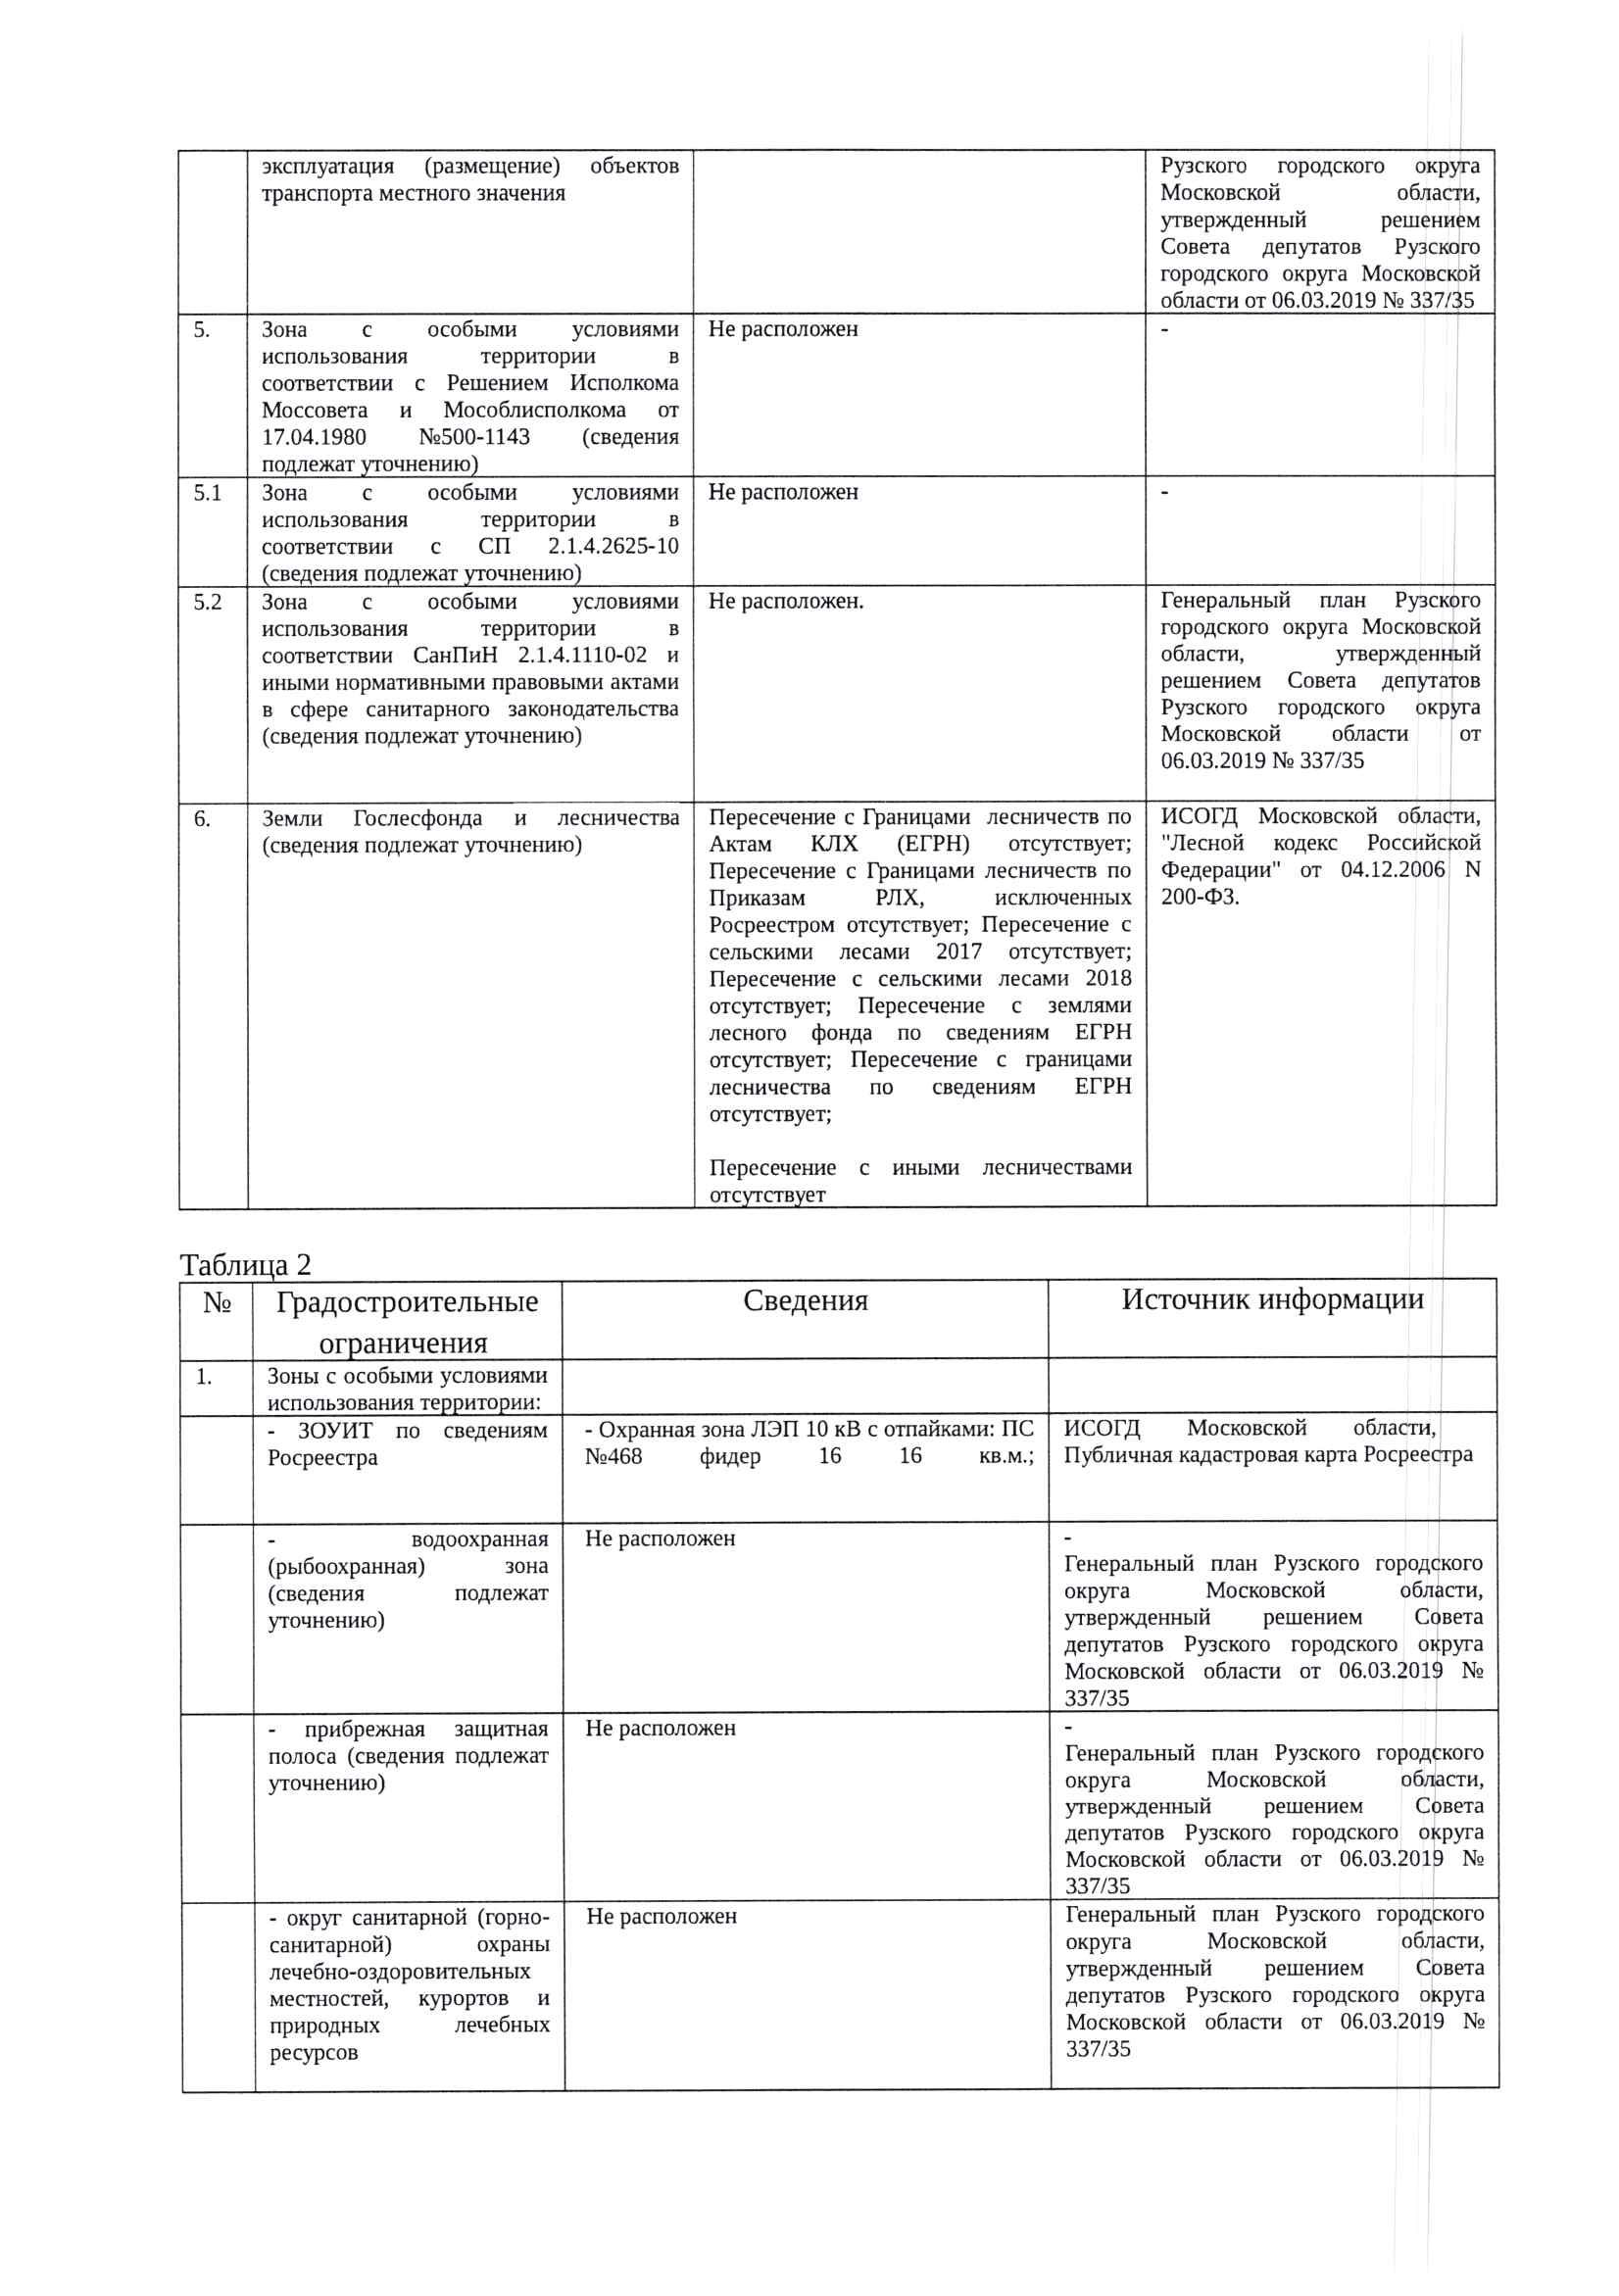 эксплуатация (размещение) объектов
транспорта местного значения
Рузского городского округа
Московской области,
утвержденный решением
Совета депутатов Рузского
городского округа Московской
области от 06.03.2019 № 337/35
5.
Зона с особыми условиями
использования территории в
соответствии с Решением Исполкома
Моссовета и Мособлисполкома от
17.04.1980 №500-1143 (сведения
подлежат уточнению)
Не расположен
-
5.1
Зона с особыми условиями
использования территории в
соответствии с СП 2.1.4.2625-10
(сведения подлежат уточнению)
Не расположен
-
5.2
Зона с особыми условиями
использования территории в
соответствии СанПиН 2.1.4.1110-02 и
иными нормативными правовыми актами
в сфере санитарного законодательства
(сведения подлежат уточнению)
Не расположен.
Генеральный план Рузского
городского округа Московской
области, утвержденный
решением Совета депутатов
Рузского городского округа
Московской области от
06.03.2019 № 337/35
6.
Земли Гослесфонда и лесничества
(сведения подлежат уточнению)
Пересечение с Границами лесничеств по
Актам КЛХ (ЕГРН) отсутствует;
Пересечение с Границами лесничеств по
Приказам РЛХ, исключенных
Росреестром отсутствует; Пересечение с
сельскими лесами 2017 отсутствует;
Пересечение с сельскими лесами 2018
отсутствует; Пересечение с землями
лесного фонда по сведениям ЕГРН
отсутствует; Пересечение с границами
лесничества по сведениям ЕГРН
отсутствует;
Пересечение с иными лесничествами
отсутствует
ИСОГД Московской области,
"Лесной кодекс Российской
Федерации" от 04.12.2006 N
200-ФЗ.
Таблица 2
№
Градостроительные
ограничения
Сведения
Источник информации
1.
Зоны с особыми условиями
использования территории:
- ЗОУИТ по сведениям
Росреестра
- Охранная зона ЛЭП 10 кВ с отпайками: ПС
№468 фидер 16 16 кв.м.;
ИСОГД Московской области,
Публичная кадастровая карта Росреестра
- водоохранная
(рыбоохранная) зона
(сведения подлежат
уточнению)
Не расположен
-
Генеральный план Рузского городского
округа Московской области,
утвержденный решением Совета
депутатов Рузского городского округа
Московской области от 06.03.2019 №
337/35
- прибрежная защитная
полоса (сведения подлежат
уточнению)
Не расположен
-
Генеральный план Рузского городского
округа Московской области,
утвержденный решением Совета
депутатов Рузского городского округа
Московской области от 06.03.2019 №
337/35
- округ санитарной (горно-
санитарной) охраны
лечебно-оздоровительных
местностей, курортов и
природных лечебных
ресурсов
Не расположен
Генеральный план Рузского городского
округа Московской области,
утвержденный решением Совета
депутатов Рузского городского округа
Московской области от 06.03.2019 №
337/35